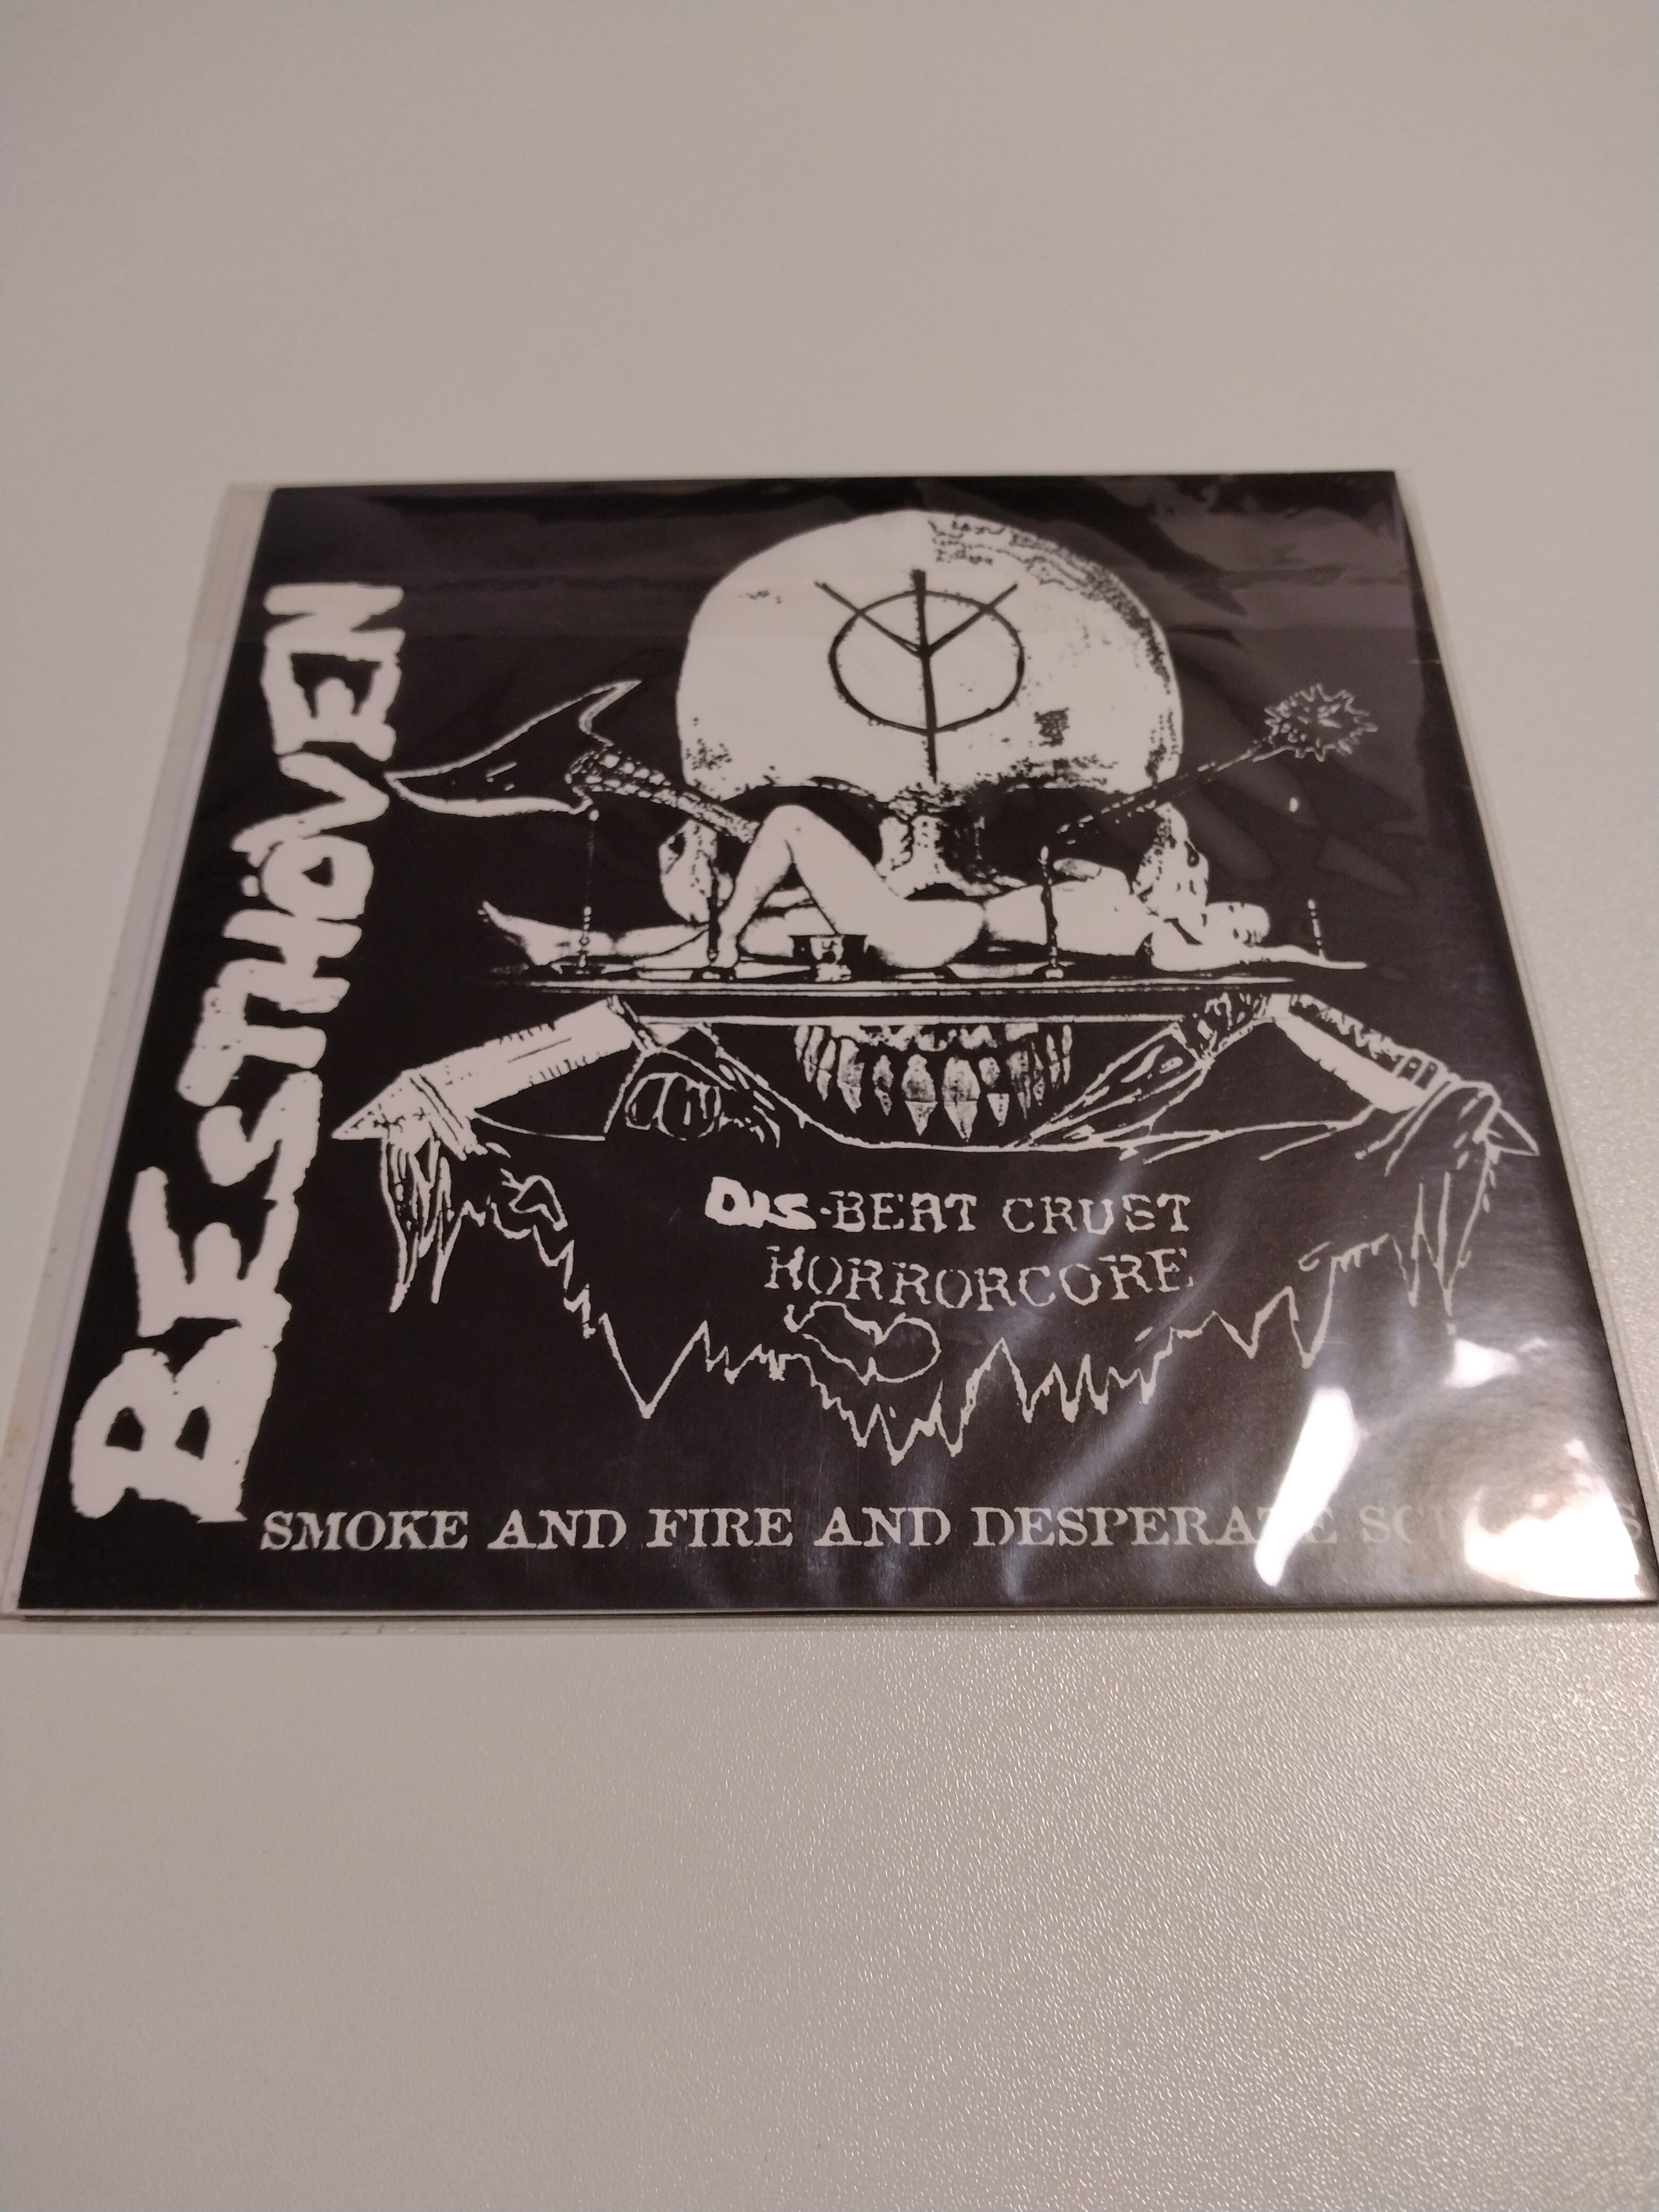 BESTHÖVEN
DIS-BEAT CRUST
HORRORCORE
SMOKE AND FIRE AND DESPERATE